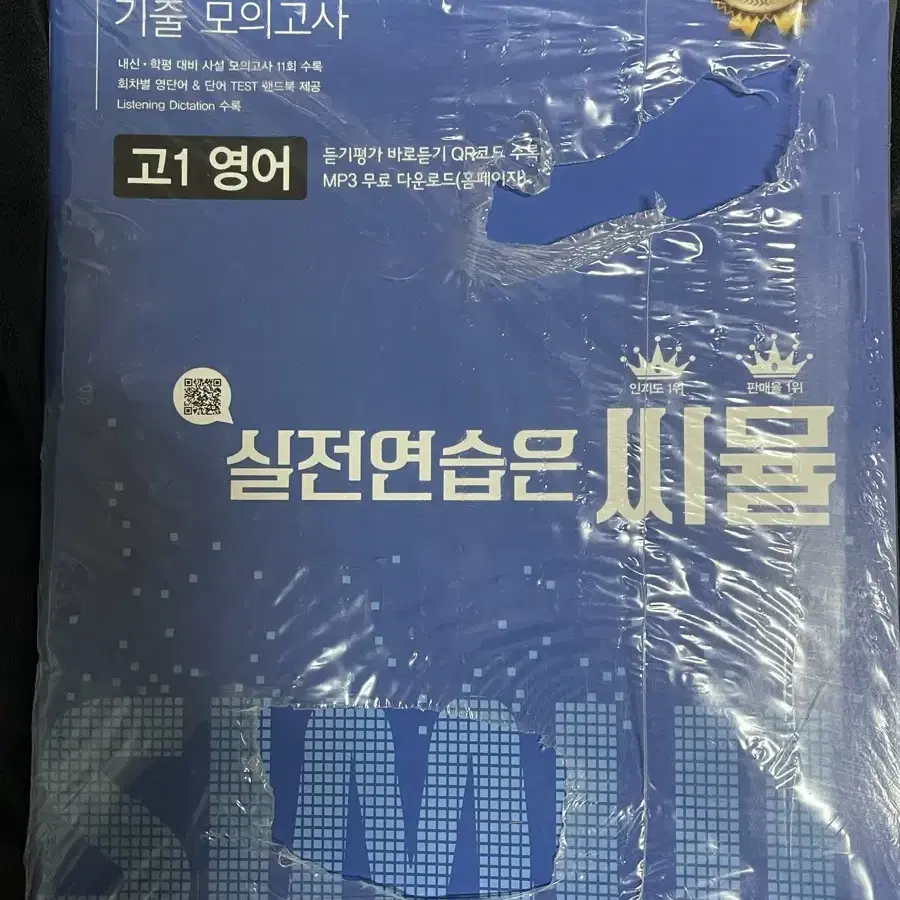 기출 모의고사
내신·학평 대비 사설 모의고사 11회 수록
회차별 영단어 & 단어 TEST 핸드북 제공
Listening Dictation 수록
고1 영어
듣기평가 바로듣기 QR코드 수록
MP3 무료 다운로드(홈페이지)
인지도 1위
판매율 1위
실전연습은 씨뮬